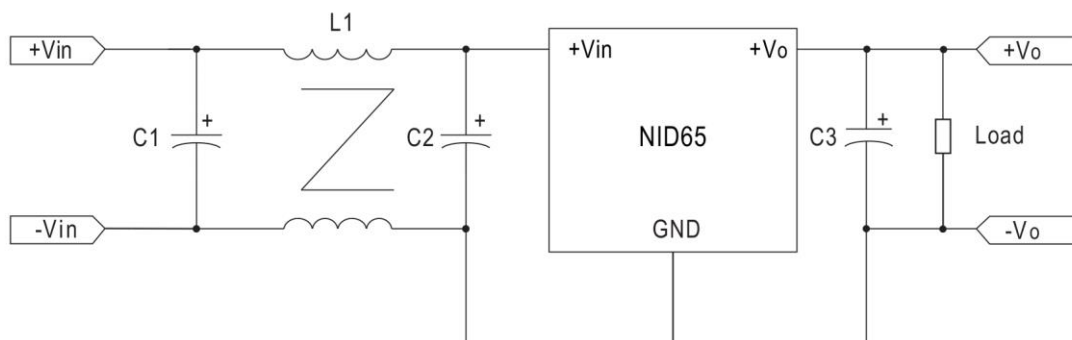 L1
+Vin
+Vin
+Vo
+Vo
C1
+
C2
+
NID65
C3
+
Load
-Vin
GND
-Vo